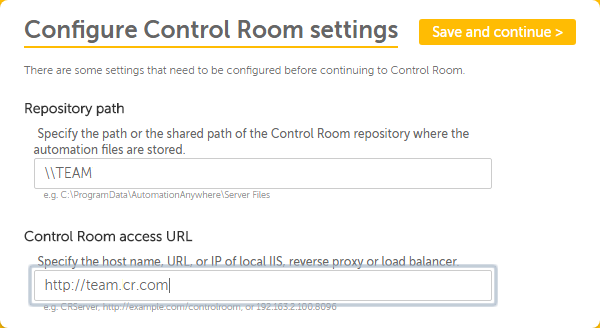 Configure Control Room settings
Save and continue >
There are some settings that need to be configured before continuing to Control Room.
Repository path
Specify the path or the shared path of the Control Room repository where the
automation files are stored.
\\TEAM
e.g. C:\ProgramData\AutomationAnywhere\Server Files
Control Room access URL
Specify the host name, URL, or IP of local IIS, reverse proxy or load balancer.
http://team.cr.com
e.g. CRServer, http://example.com/controlroom, or 192.163.2.100:8096